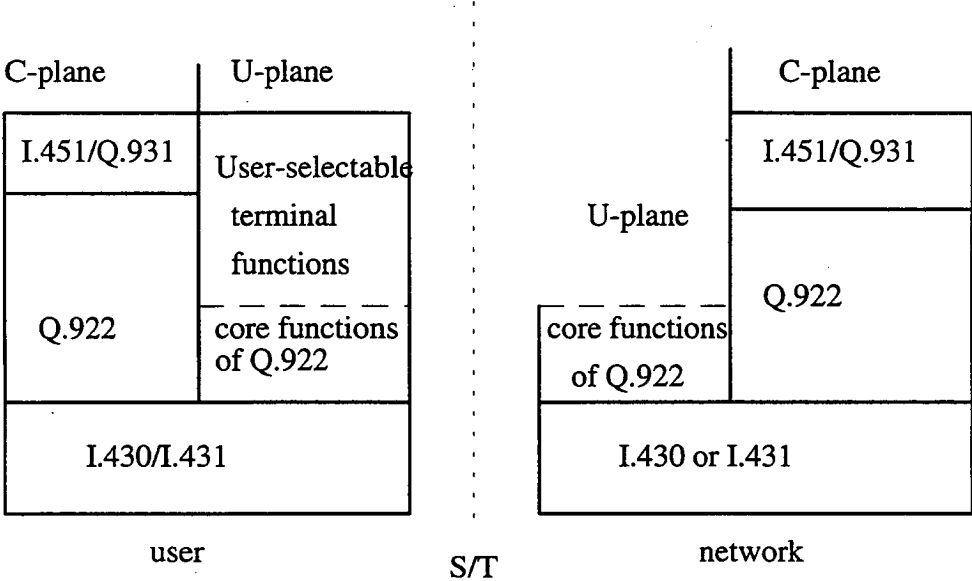 C-plane
U-plane
I.451/Q.931
User-selectable
terminal
functions
Q.922
core functions
of Q.922
I.430/I.431
user
S/T
C-plane
I.451/Q.931
U-plane
Q.922
core functions
of Q.922
I.430 or I.431
network